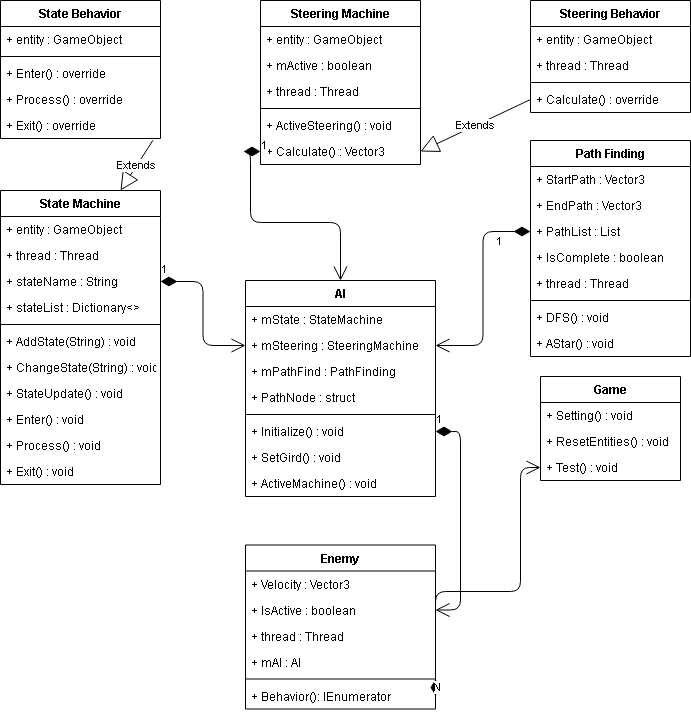 State Behavior
+ entity : GameObject
+ Enter() : override
+ Process() : override
+ Exit() : override
Steering Machine
+ entity : GameObject
+ mActive : boolean
+ thread : Thread
+ ActiveSteering() : void
+ Calculate() : Vector3
1
Steering Behavior
+ entity : GameObject
+ thread : Thread
+ Calculate() : override
Extends
Extends
Path Finding
+ StartPath : Vector3
+ EndPath : Vector3
+ PathList : List
+ IsComplete : boolean
+ thread : Thread
+ DFS() : void
+ AStar() : void
1
State Machine
+ entity : GameObject
+ thread : Thread
+ stateName : String
+ stateList : Dictionary<>
+ AddState(String) : void
+ ChangeState(String) : void
+ StateUpdate() : void
+ Enter() : void
+ Process() : void
+ Exit() : void
1
AI
+ mState : StateMachine
+ mSteering : SteeringMachine
+ mPathFind : PathFinding
+ PathNode : struct
+ Initialize() : void
+ SetGird() : void
+ ActiveMachine() : void
1
Game
+ Setting() : void
+ ResetEntities() : void
+ Test() : void
Enemy
+ Velocity : Vector3
+ IsActive : boolean
+ thread : Thread
+ mAI : AI
+ Behavior(): IEnumerator
N